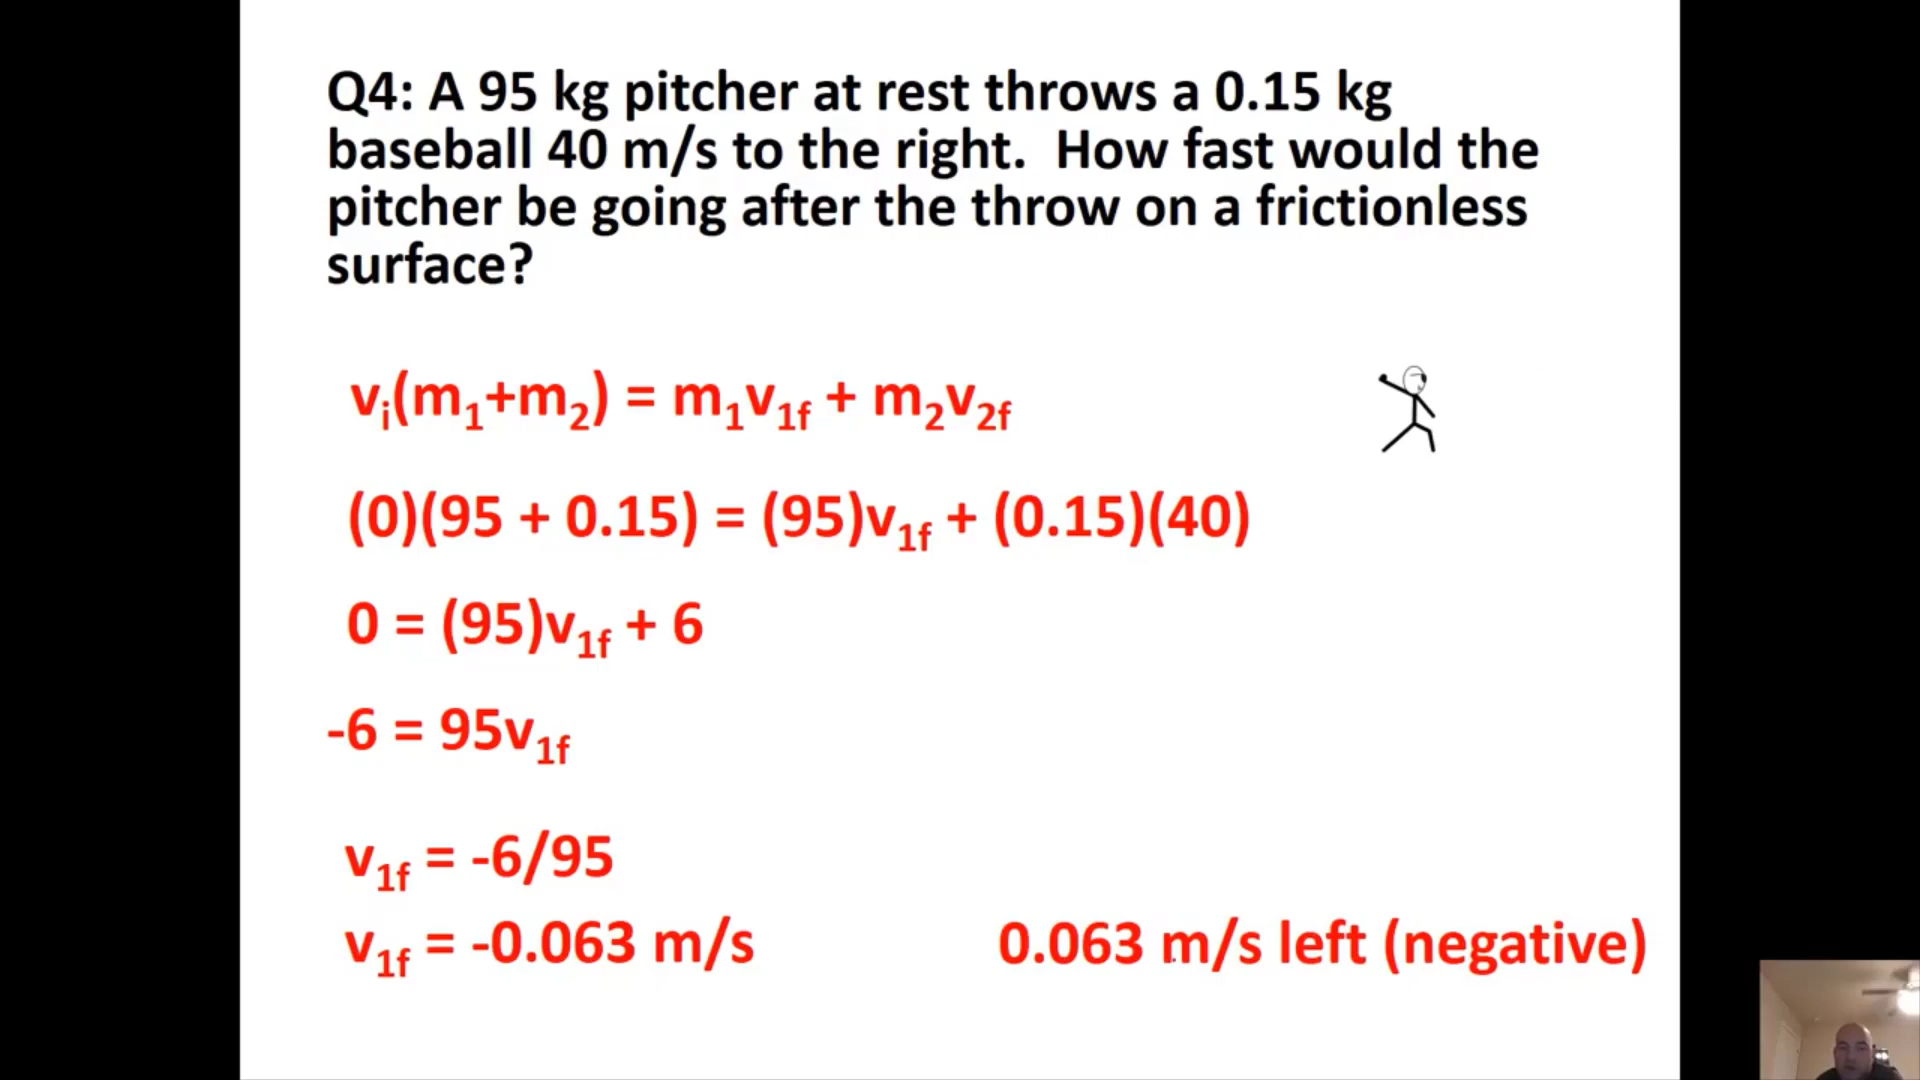 Q4: A 95 kg pitcher at rest throws a 0.15 kg
baseball 40 m/s to the right.  How fast would the
pitcher be going after the throw on a frictionless
surface?
vᵢ(m₁+m₂) = m₁v₁f + m₂v₂f
(0)(95 + 0.15) = (95)v₁f + (0.15)(40)
0 = (95)v₁f + 6
-6 = 95v₁f
v₁f = -6/95
v₁f = -0.063 m/s
0.063 m/s left (negative)